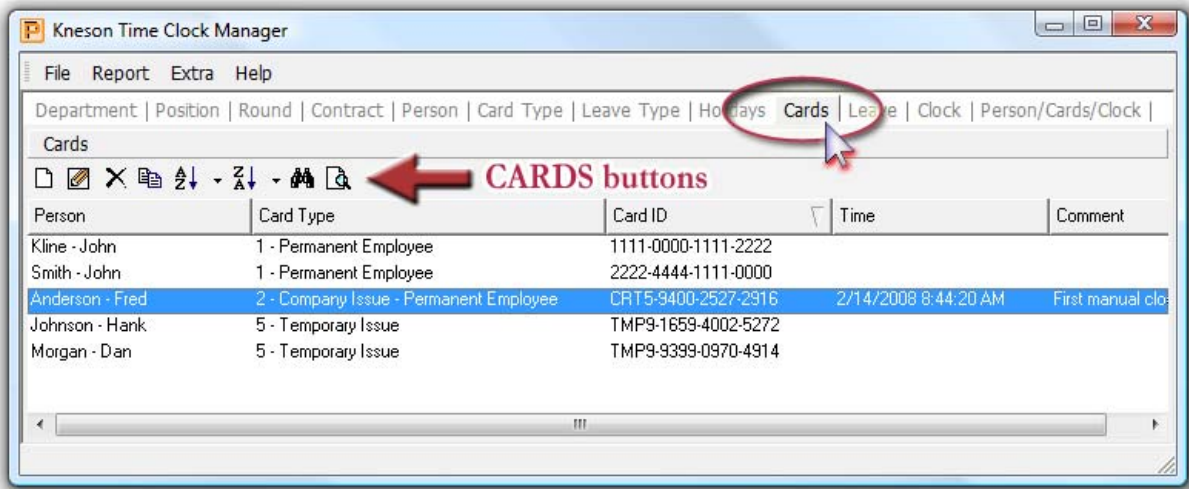 Kneson Time Clock Manager
File Report Extra Help
Department | Position | Round | Contract | Person | Card Type | Leave Type | Holidays Cards | Leave | Clock | Person/Cards/Clock |
Cards
CARDS buttons
Person Card Type Card ID Time Comment
Kline - John 1 - Permanent Employee 1111-0000-1111-2222
Smith - John 1 - Permanent Employee 2222-4444-1111-0000
Anderson - Fred 2 - Company Issue - Permanent Employee CRT5-9400-2527-2916 2/14/2008 8:44:20 AM First manual clo
Johnson - Hank 5 - Temporary Issue TMP9-1659-4002-5272
Morgan - Dan 5 - Temporary Issue TMP9-9399-0970-4914